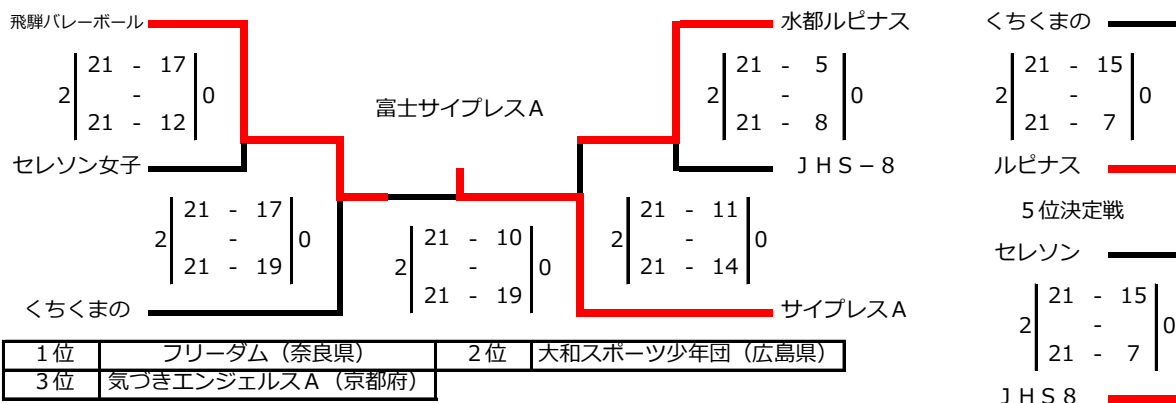 飛騨バレーボール
21 - 17
2 - 0
21 - 12
セレソン女子
21 - 17
2 - 0
21 - 19
くちくまの
富士サイプレスA
21 - 10
2 - 0
21 - 19
水都ルピナス
21 - 5
2 - 0
21 - 8
JHS-8
21 - 11
2 - 0
21 - 14
サイプレスA
くちくまの
21 - 15
2 - 0
21 - 7
ルピナス
5位決定戦
セレソン
21 - 15
2 - 0
21 - 7
JHS8
1位 フリーダム(奈良県) 2位 大和スポーツ少年団(広島県)
3位 気づきエンジェルスA(京都府)